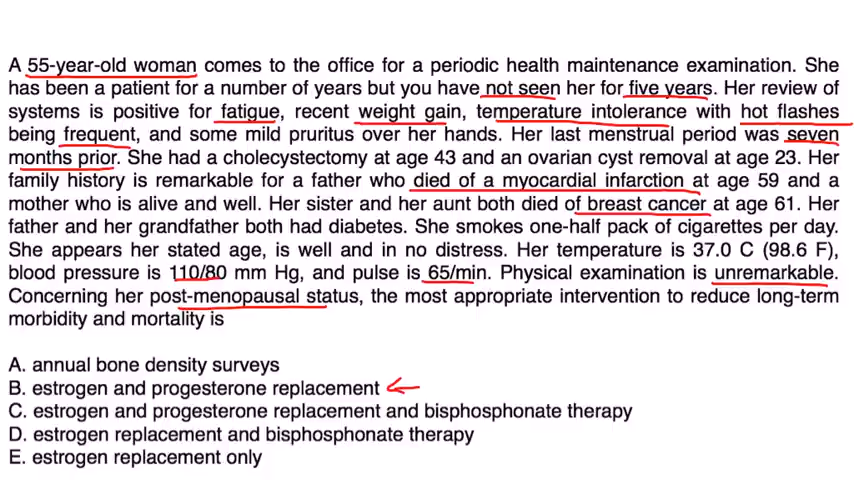 A 55-year-old woman comes to the office for a periodic health maintenance examination. She
has been a patient for a number of years but you have not seen her for five years. Her review of
systems is positive for fatigue, recent weight gain, temperature intolerance with hot flashes
being frequent, and some mild pruritus over her hands. Her last menstrual period was seven
months prior. She had a cholecystectomy at age 43 and an ovarian cyst removal at age 23. Her
family history is remarkable for a father who died of a myocardial infarction at age 59 and a
mother who is alive and well. Her sister and her aunt both died of breast cancer at age 61. Her
father and her grandfather both had diabetes. She smokes one-half pack of cigarettes per day.
She appears her stated age, is well and in no distress. Her temperature is 37.0 C (98.6 F),
blood pressure is 110/80 mm Hg, and pulse is 65/min. Physical examination is unremarkable.
Concerning her post-menopausal status, the most appropriate intervention to reduce long-term
morbidity and mortality is
A. annual bone density surveys
B. estrogen and progesterone replacement
C. estrogen and progesterone replacement and bisphosphonate therapy
D. estrogen replacement and bisphosphonate therapy
E. estrogen replacement only